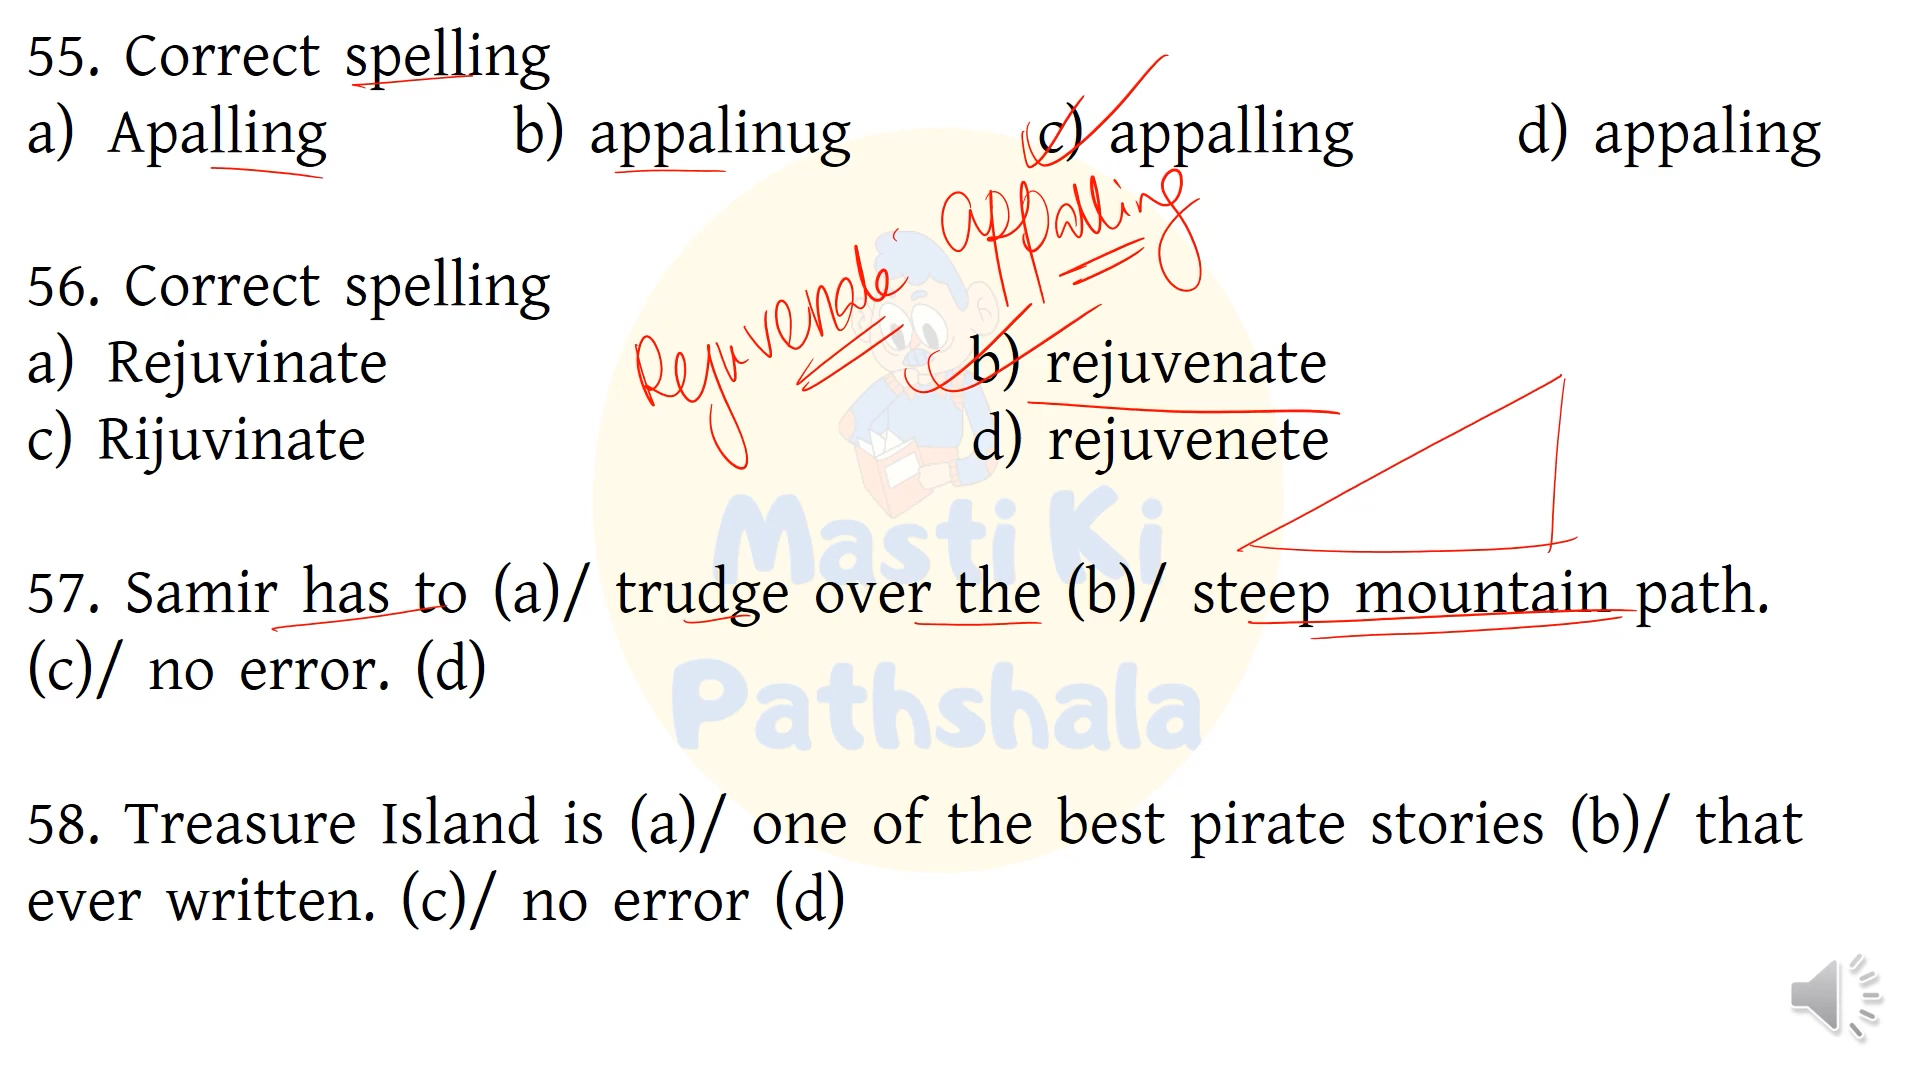 55. Correct spelling
a) Apalling b) appalinug c) appalling d) appaling
appalling
Rejuvenate
56. Correct spelling
a) Rejuvinate b) rejuvenate
c) Rijuvinate d) rejuvenete
Masti Ki
57. Samir has to (a)/ trudge over the (b)/ steep mountain path.
(c)/ no error. (d)
Pathshala
58. Treasure Island is (a)/ one of the best pirate stories (b)/ that
ever written. (c)/ no error (d)